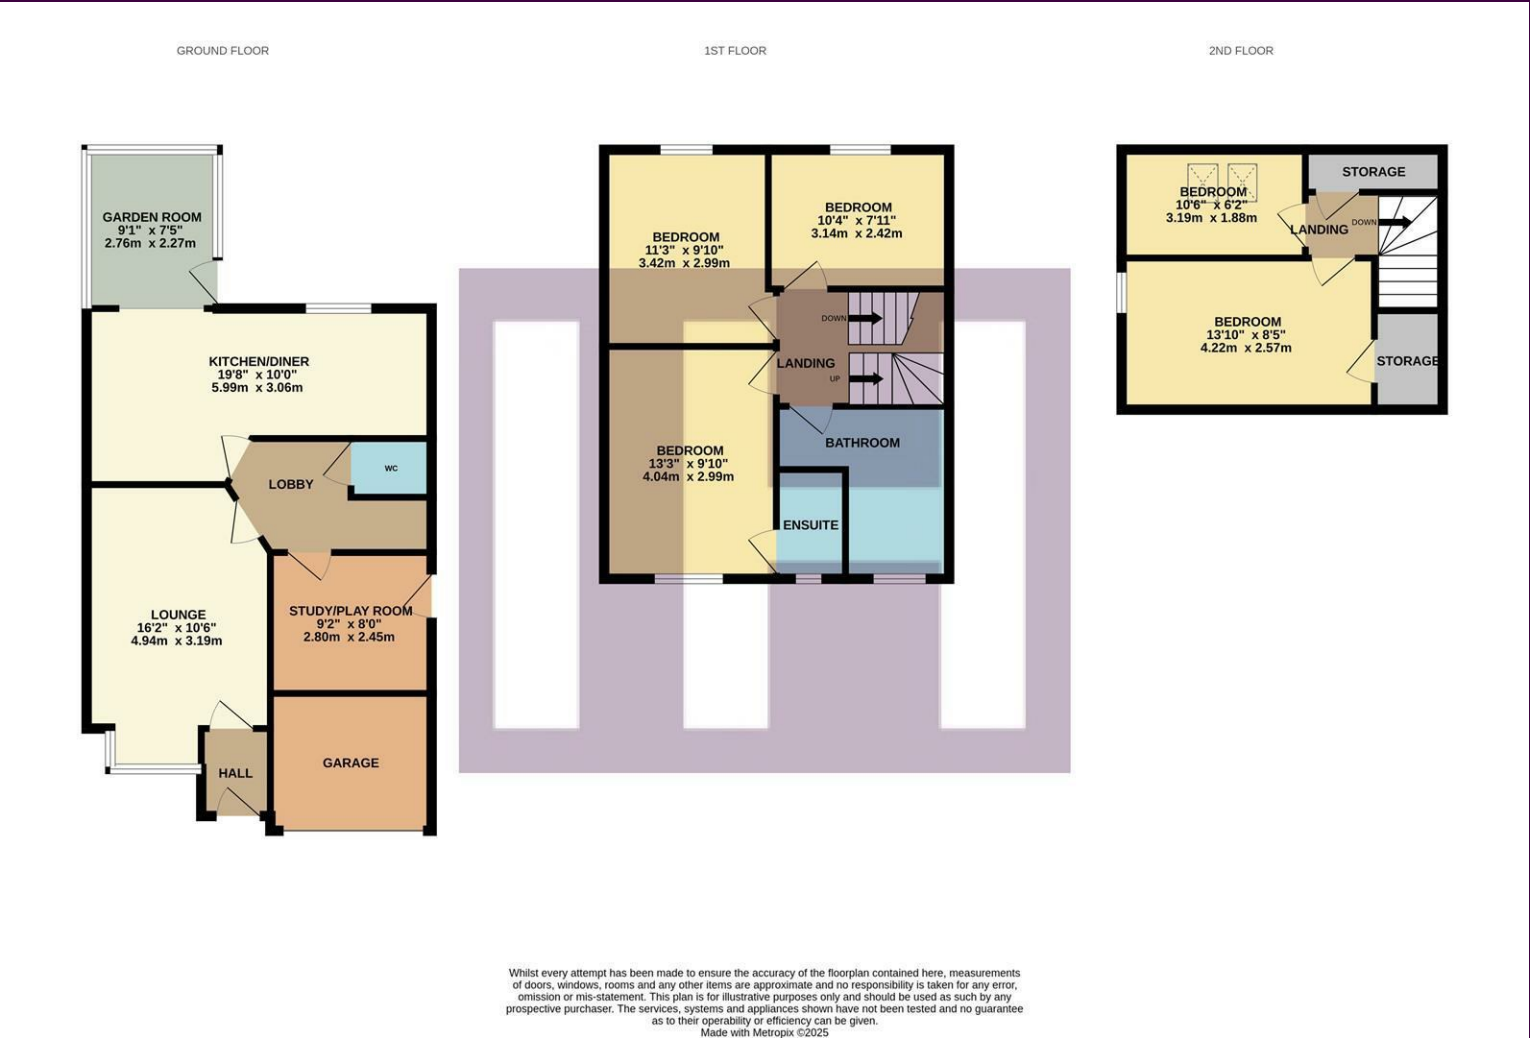 GROUND FLOOR
1ST FLOOR
2ND FLOOR
GARDEN ROOM
9'1" x 7'5"
2.76m x 2.27m
KITCHEN/DINER
19'8" x 10'0"
5.99m x 3.06m
LOBBY
WC
LOUNGE
16'2" x 10'6"
4.94m x 3.19m
STUDY/PLAY ROOM
9'2" x 8'0"
2.80m x 2.45m
HALL
GARAGE
BEDROOM
11'3" x 9'10"
3.42m x 2.99m
BEDROOM
10'4" x 7'11"
3.14m x 2.42m
DOWN
LANDING
UP
BEDROOM
13'3" x 9'10"
4.04m x 2.99m
BATHROOM
ENSUITE
BEDROOM
10'6" x 6'2"
3.19m x 1.88m
STORAGE
DOWN
LANDING
BEDROOM
13'10" x 8'5"
4.22m x 2.57m
STORAGE
Whilst every attempt has been made to ensure the accuracy of the floorplan contained here, measurements
of doors, windows, rooms and any other items are approximate and no responsibility is taken for any error,
omission or mis-statement. This plan is for illustrative purposes only and should be used as such by any
prospective purchaser. The services, systems and appliances shown have not been tested and no guarantee
as to their operability or efficiency can be given.
Made with Metropix ©2025